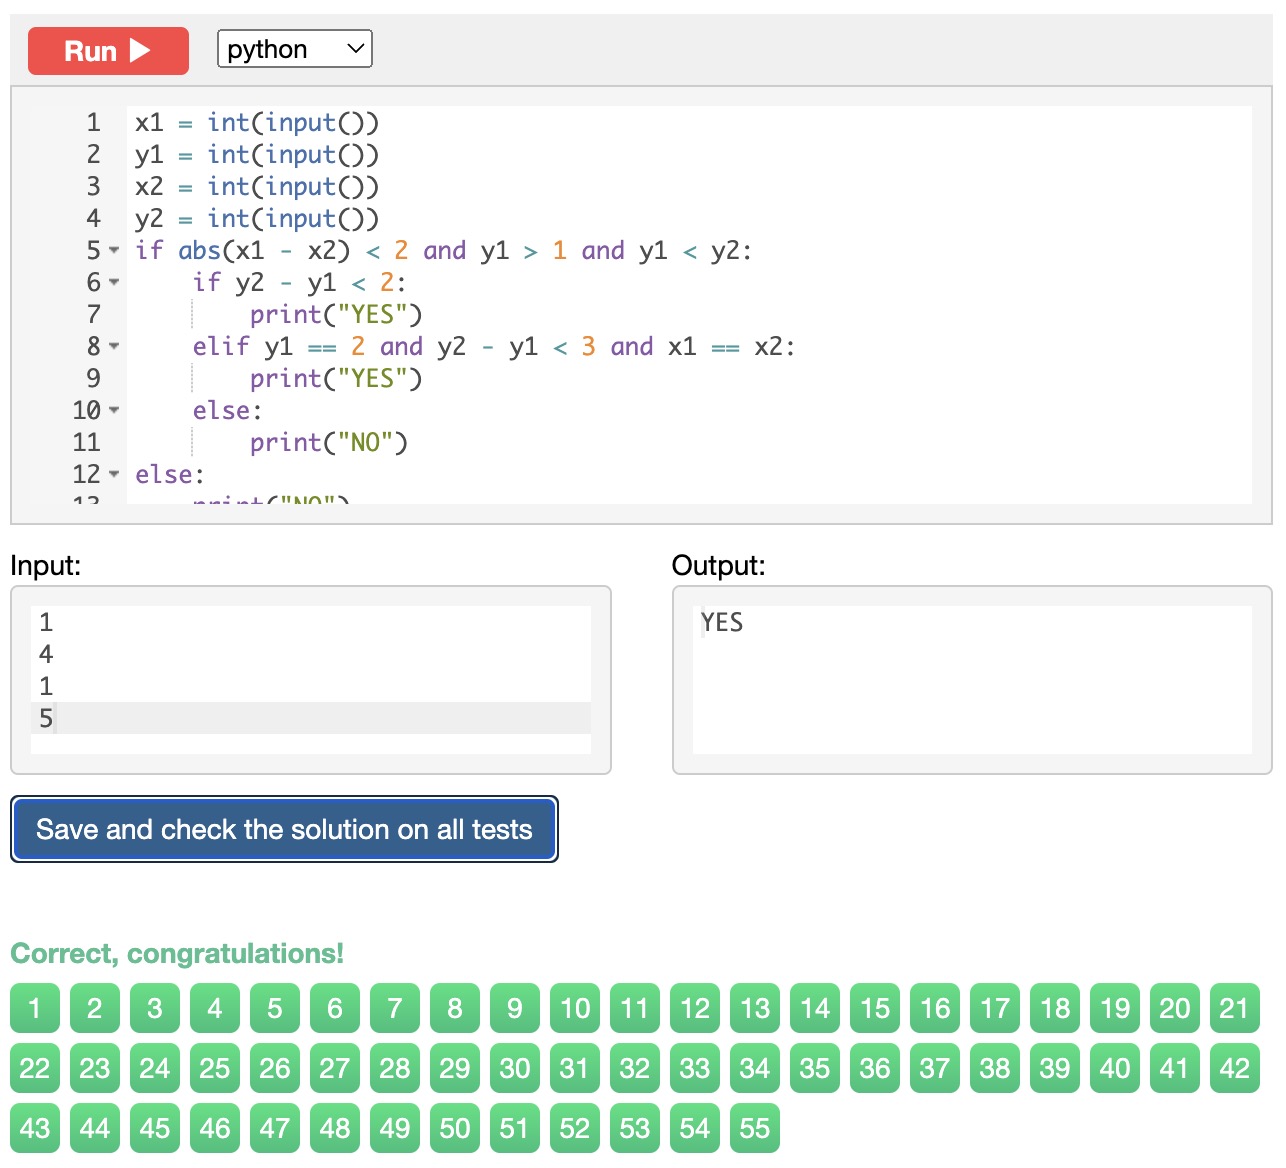 Run
python
1 x1 = int(input())
2 y1 = int(input())
3 x2 = int(input())
4 y2 = int(input())
5 if abs(x1 - x2) < 2 and y1 > 1 and y1 < y2:
6     if y2 - y1 < 2:
7         print("YES")
8     elif y1 == 2 and y2 - y1 < 3 and x1 == x2:
9         print("YES")
10     else:
11         print("NO")
12 else:
13     print("NO")
Input:
Output:
1
4
1
5
YES
Save and check the solution on all tests
Correct, congratulations!
1 2 3 4 5 6 7 8 9 10 11 12 13 14 15 16 17 18 19 20 21
22 23 24 25 26 27 28 29 30 31 32 33 34 35 36 37 38 39 40 41 42
43 44 45 46 47 48 49 50 51 52 53 54 55